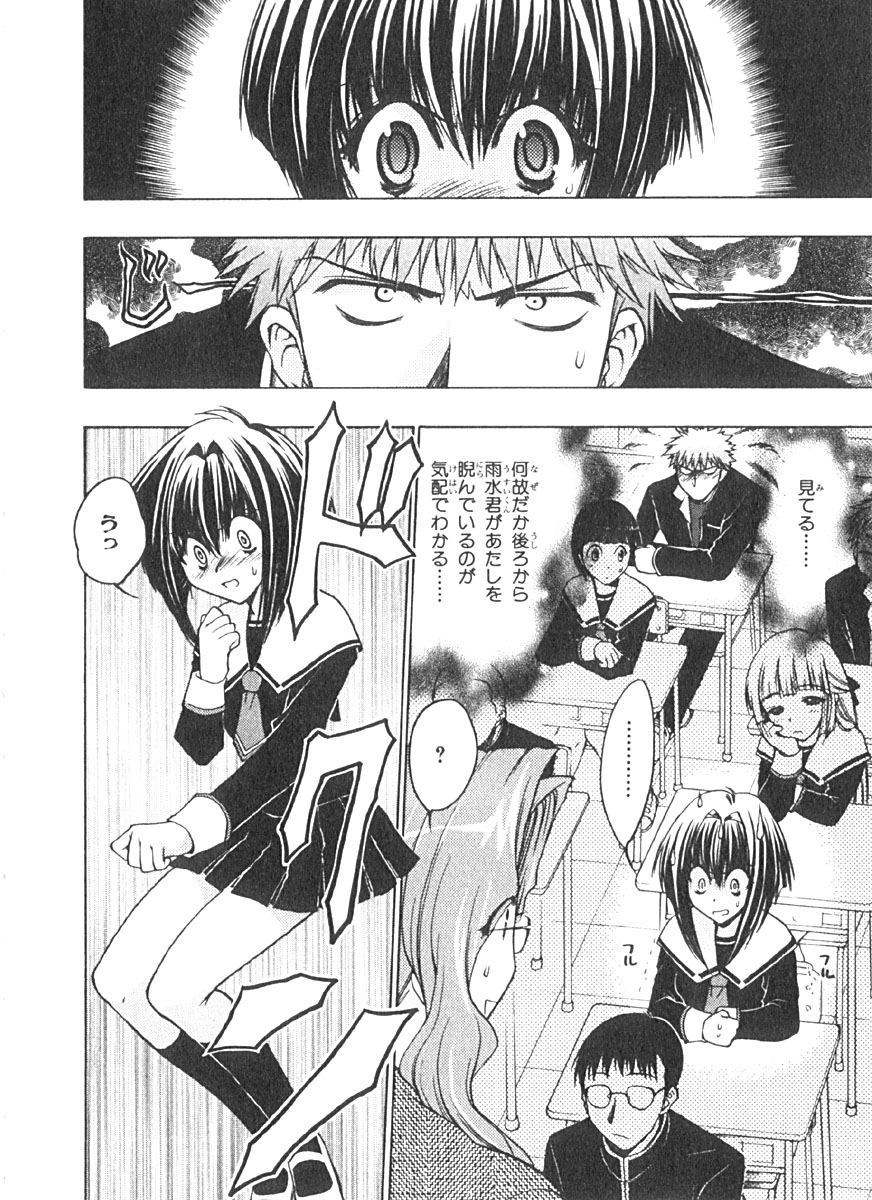 ジ
見てる……
何故だか後ろから
雨水君があたしを
睨んでいるのが
気配でわかる……
…………
?
フル
フル
ドクン
うっ